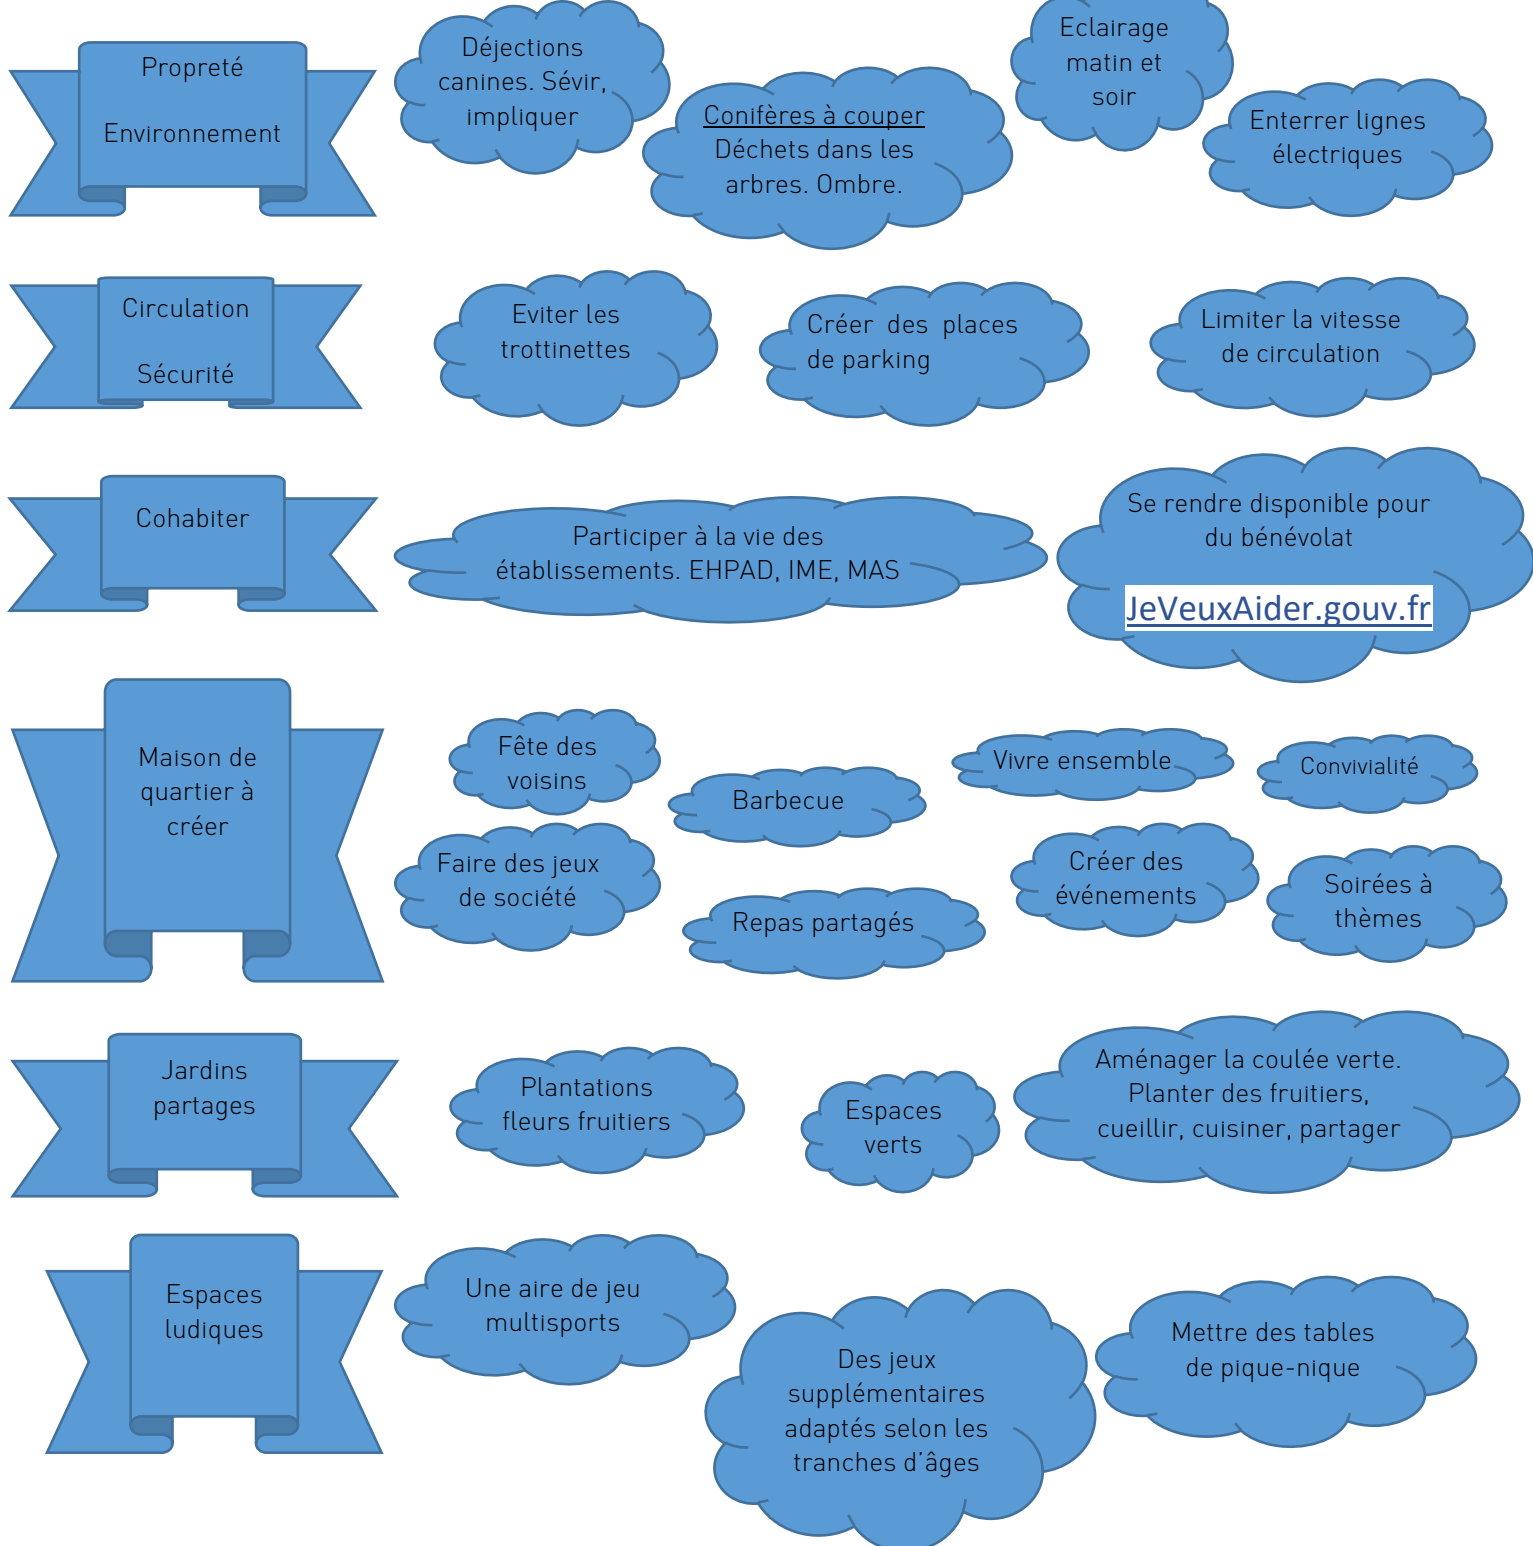 Propreté
Environnement
Déjections
canines. Sévir,
impliquer
Conifères à couper
Déchets dans les
arbres. Ombre.
Eclairage
matin et
soir
Enterrer lignes
électriques
Circulation
Sécurité
Eviter les
trottinettes
Créer des places
de parking
Limiter la vitesse
de circulation
Cohabiter
Participer à la vie des
établissements. EHPAD, IME, MAS
Se rendre disponible pour
du bénévolat
JeVeuxAider.gouv.fr
Maison de
quartier à
créer
Fête des
voisins
Barbecue
Vivre ensemble
Convivialité
Faire des jeux
de société
Repas partagés
Créer des
événements
Soirées à
thèmes
Jardins
partages
Plantations
fleurs fruitiers
Espaces
verts
Aménager la coulée verte.
Planter des fruitiers,
cueillir, cuisiner, partager
Espaces
ludiques
Une aire de jeu
multisports
Des jeux
supplémentaires
adaptés selon les
tranches d'âges
Mettre des tables
de pique-nique